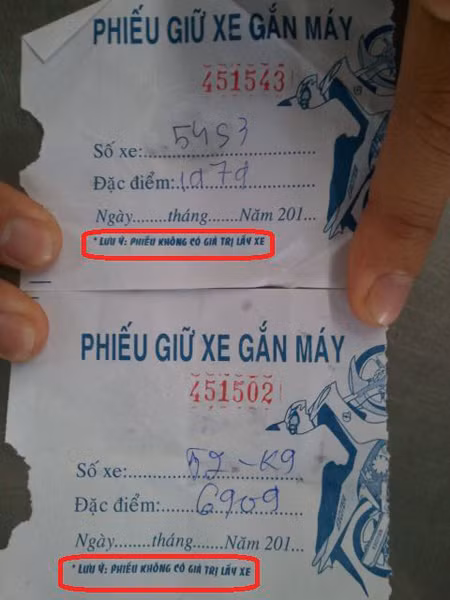 PHIẾU GIỮ XE GẮN MÁY
451543
Số xe:..........54S3..........
Đặc điểm:....1979..........
Ngày........tháng.......Năm 201...
* LƯU Ý: PHIẾU KHÔNG CÓ GIÁ TRỊ LẤY XE
PHIẾU GIỮ XE GẮN MÁY
451502
Số xe:..........52-K9..........
Đặc điểm:.......6909..........
Ngày........tháng.......Năm 201...
* LƯU Ý: PHIẾU KHÔNG CÓ GIÁ TRỊ LẤY XE